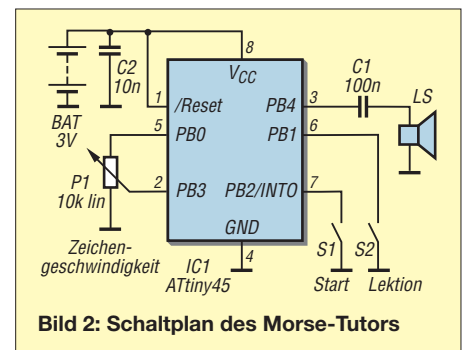 8
C2
10n
VCC
C1
100n
LS
1
/Reset
PB4
3
BAT
3V
5
PB0
PB1
6
P1
10k lin
2
PB3
PB2/INT0
7
GND
Zeichen-
geschwindigkeit
IC1
ATtiny45
4
S1
S2
Start
Lektion
Bild 2: Schaltplan des Morse-Tutors